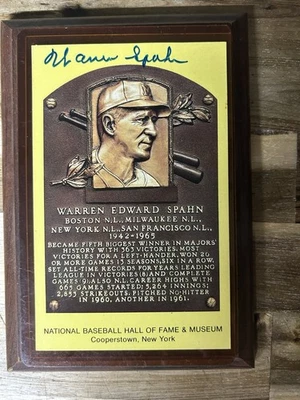 Warren Spahn
WARREN EDWARD SPAHN
BOSTON N.L., MILWAUKEE N.L.,
NEW YORK N.L., SAN FRANCISCO N.L.,
1942-1965
BECAME FIFTH BIGGEST WINNER IN MAJORS'
HISTORY WITH 363 VICTORIES, MOST
VICTORIES FOR A LEFT-HANDER. WON 20
OR MORE GAMES 13 SEASONS, SIX IN A ROW.
SET ALL-TIME RECORDS FOR YEARS LEADING
LEAGUE IN VICTORIES (8) AND COMPLETE
GAMES 9; ALSO N.L. CAREER HIGHS WITH
665 GAMES STARTED; 5,264 INNINGS;
2,853 STRIKEOUTS. PITCHED NO-HITTER
IN 1960, ANOTHER IN 1961.
NATIONAL BASEBALL HALL OF FAME & MUSEUM
Cooperstown, New York